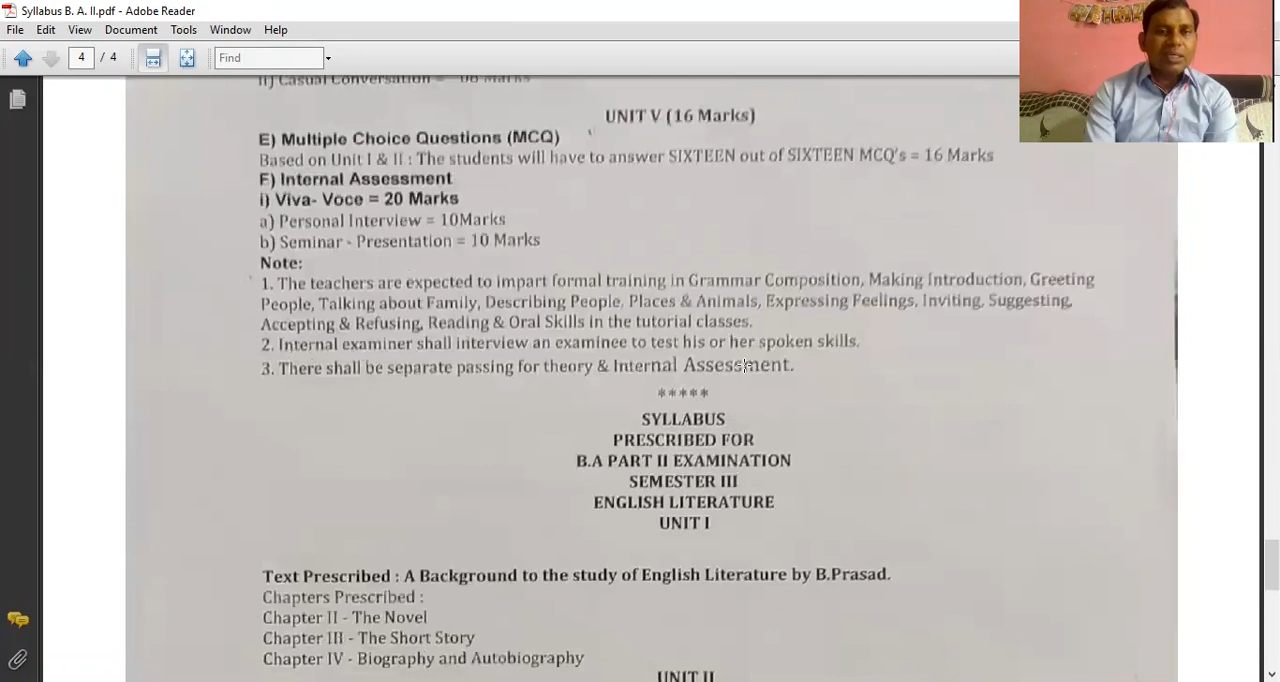 Syllabus B. A. II.pdf - Adobe Reader
File Edit View Document Tools Window Help
4 / 4 Find
ii) Casual Conversation = 08 Marks
UNIT V (16 Marks)
E) Multiple Choice Questions (MCQ)
Based on Unit I & II : The students will have to answer SIXTEEN out of SIXTEEN MCQ's = 16 Marks
F) Internal Assessment
i) Viva- Voce = 20 Marks
a) Personal Interview = 10Marks
b) Seminar - Presentation = 10 Marks
Note:
1. The teachers are expected to impart formal training in Grammar Composition, Making Introduction, Greeting
People, Talking about Family, Describing People, Places & Animals, Expressing Feelings, Inviting, Suggesting,
Accepting & Refusing, Reading & Oral Skills in the tutorial classes.
2. Internal examiner shall interview an examinee to test his or her spoken skills.
3. There shall be separate passing for theory & Internal Assessment.
*****
SYLLABUS
PRESCRIBED FOR
B.A PART II EXAMINATION
SEMESTER III
ENGLISH LITERATURE
UNIT I
Text Prescribed : A Background to the study of English Literature by B.Prasad.
Chapters Prescribed :
Chapter II - The Novel
Chapter III - The Short Story
Chapter IV - Biography and Autobiography
UNIT II